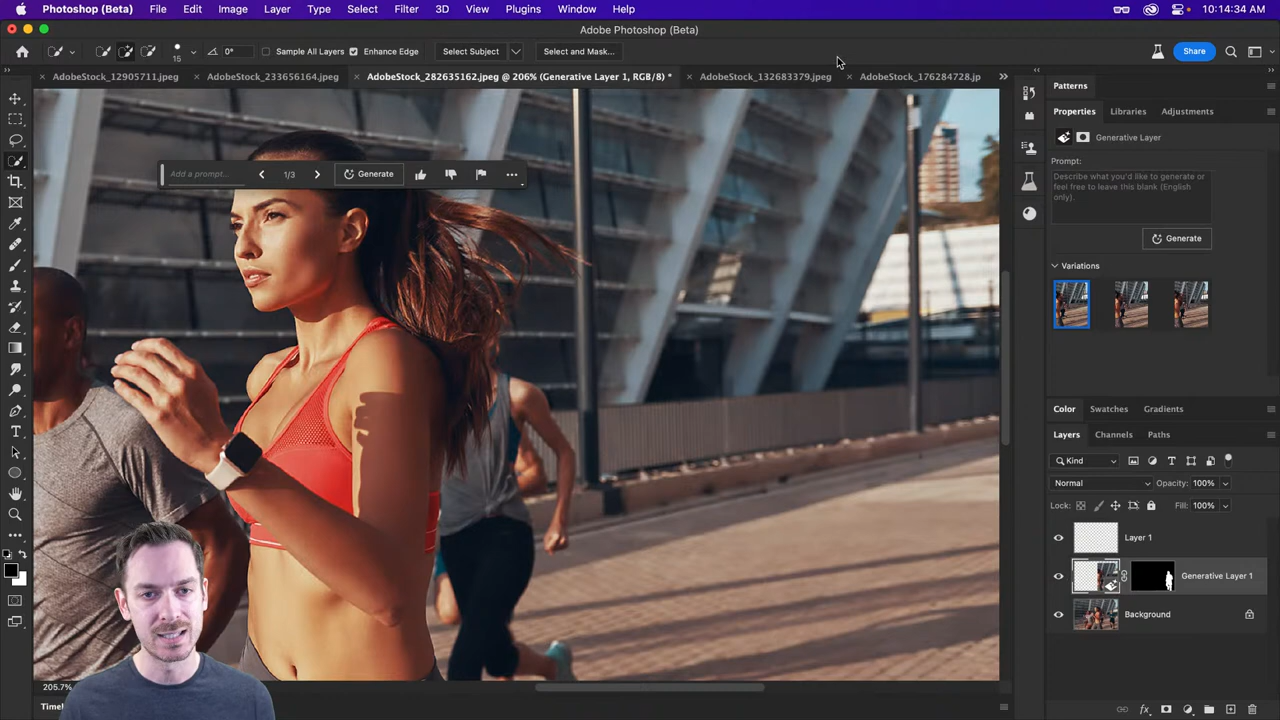 Photoshop (Beta) File Edit Image Layer Type Select Filter 3D View Plugins Window Help 10:14:34 AM
Adobe Photoshop (Beta)
15 0° Sample All Layers Enhance Edge Select Subject Select and Mask... Share
AdobeStock_12905711.jpeg AdobeStock_233656164.jpeg AdobeStock_282635162.jpeg @ 206% (Generative Layer 1, RGB/8) * AdobeStock_132683379.jpeg AdobeStock_176284728.jp
Patterns
Properties Libraries Adjustments
Generative Layer
Prompt:
Describe what you'd like to generate or
feel free to leave this blank (English
only).
Add a prompt... 1/3 Generate
Generate
Variations
Color Swatches Gradients
Layers Channels Paths
Kind
Normal Opacity: 100%
Lock: Fill: 100%
Layer 1
Generative Layer 1
Background
205.7%
Timel
fx